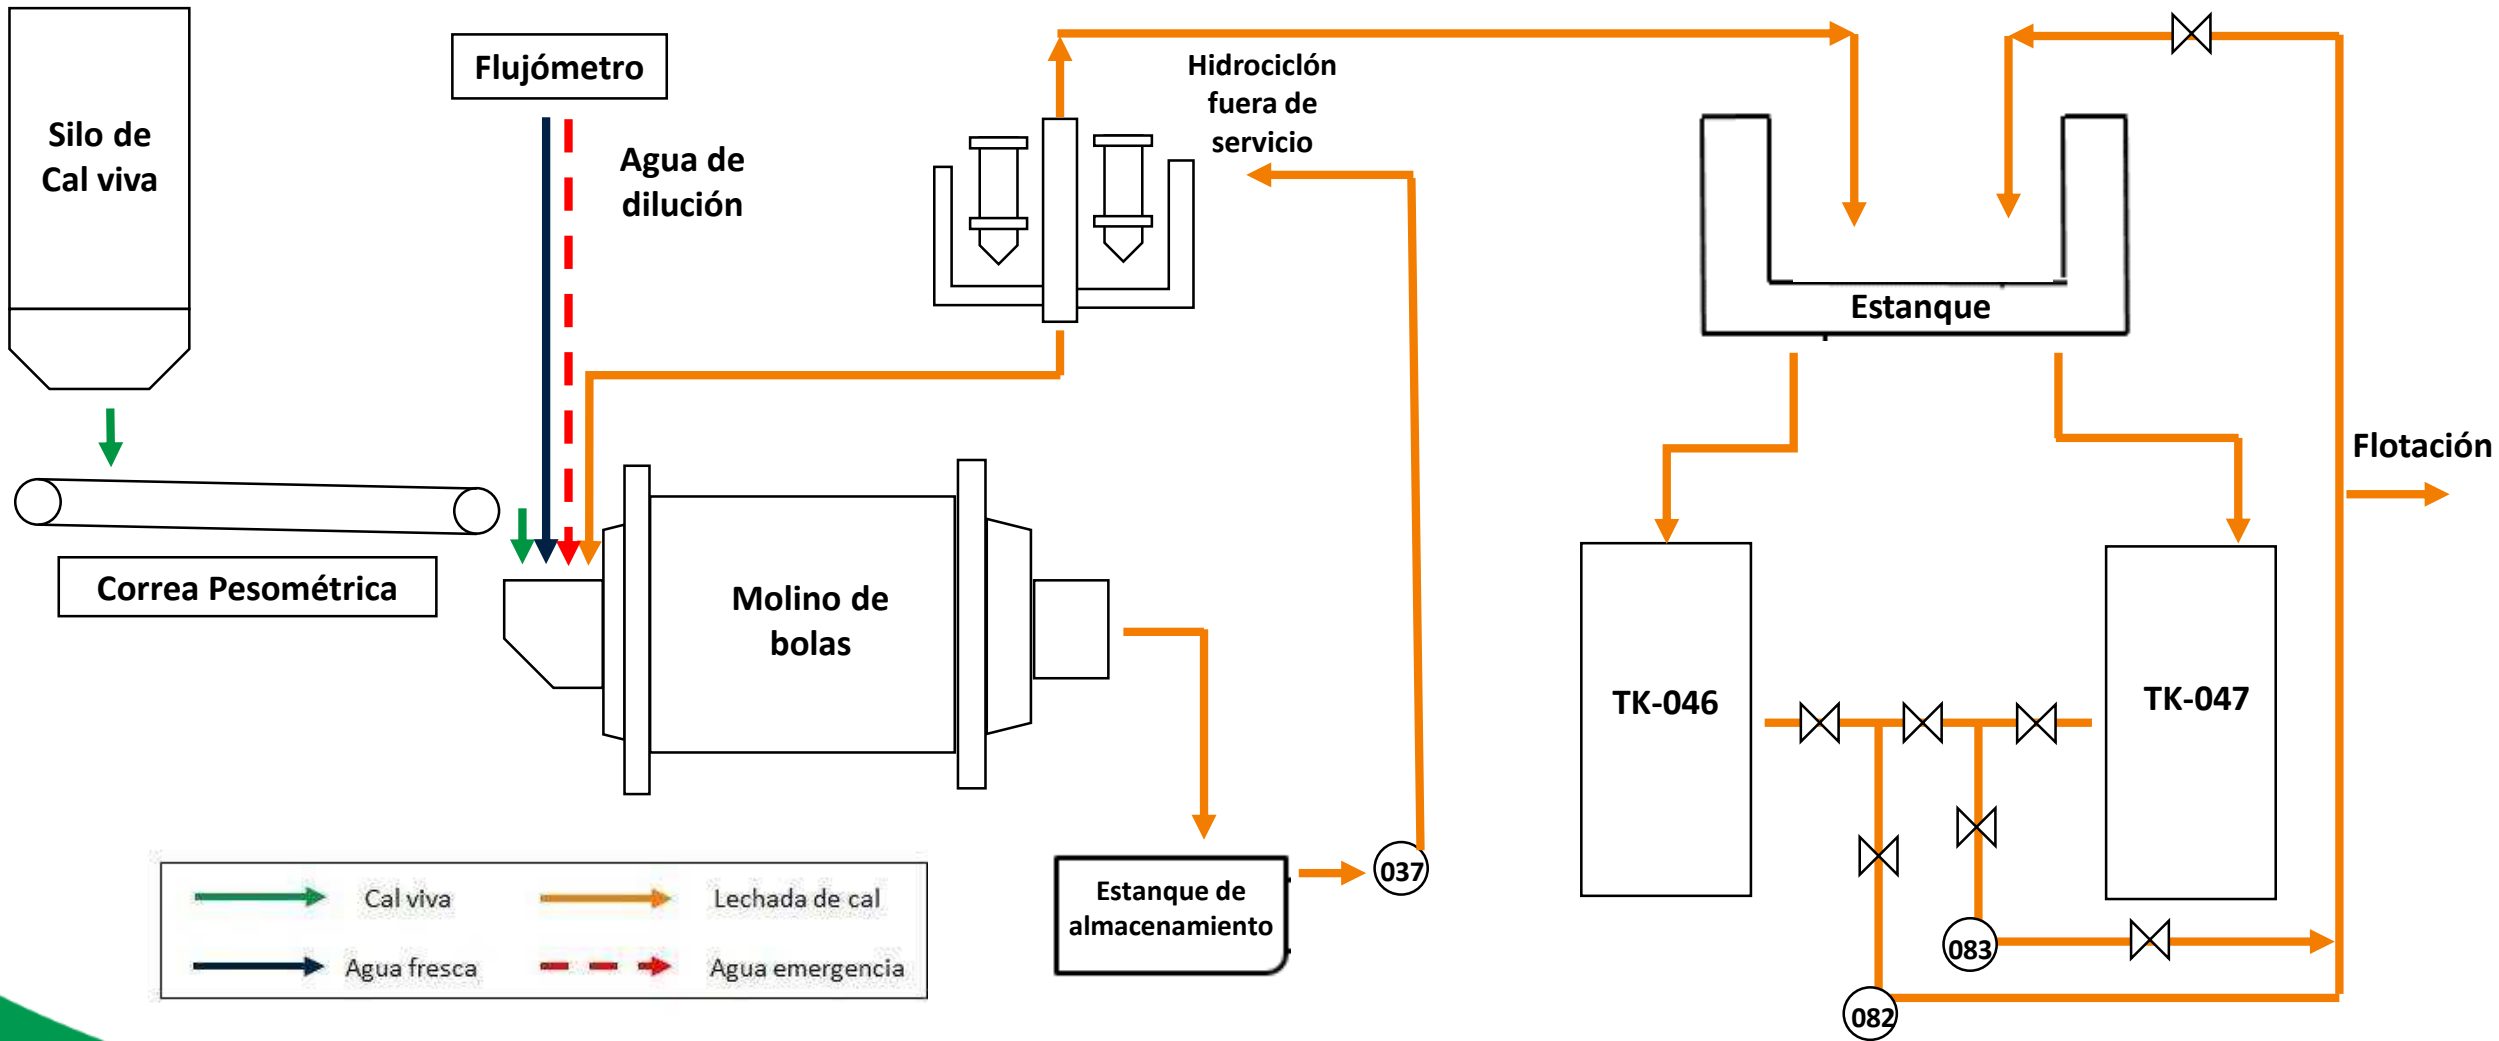 Silo de
Cal viva
Flujómetro
Agua de
dilución
Hidrociclón
fuera de
servicio
Estanque
Flotación
Correa Pesométrica
Molino de
bolas
TK-046
TK-047
Estanque de
almacenamiento
037
083
082
Cal viva
Lechada de cal
Agua fresca
Agua emergencia